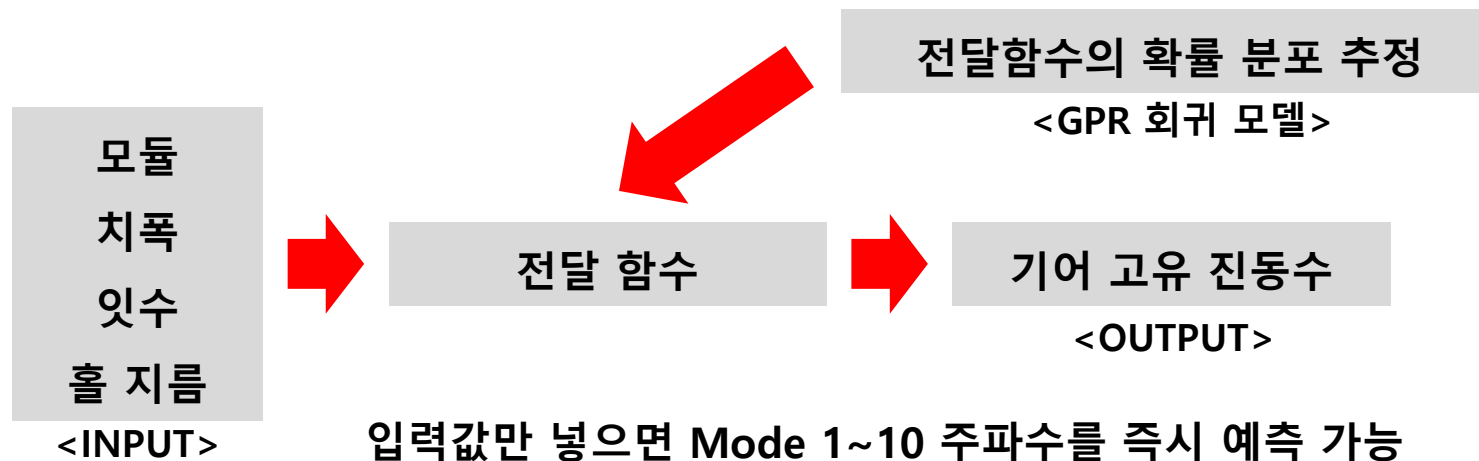 전달함수의 확률 분포 추정
<GPR 회귀 모델>
모듈
치폭
잇수
홀 지름
<INPUT>
전달 함수
기어 고유 진동수
<OUTPUT>
입력값만 넣으면 Mode 1~10 주파수를 즉시 예측 가능